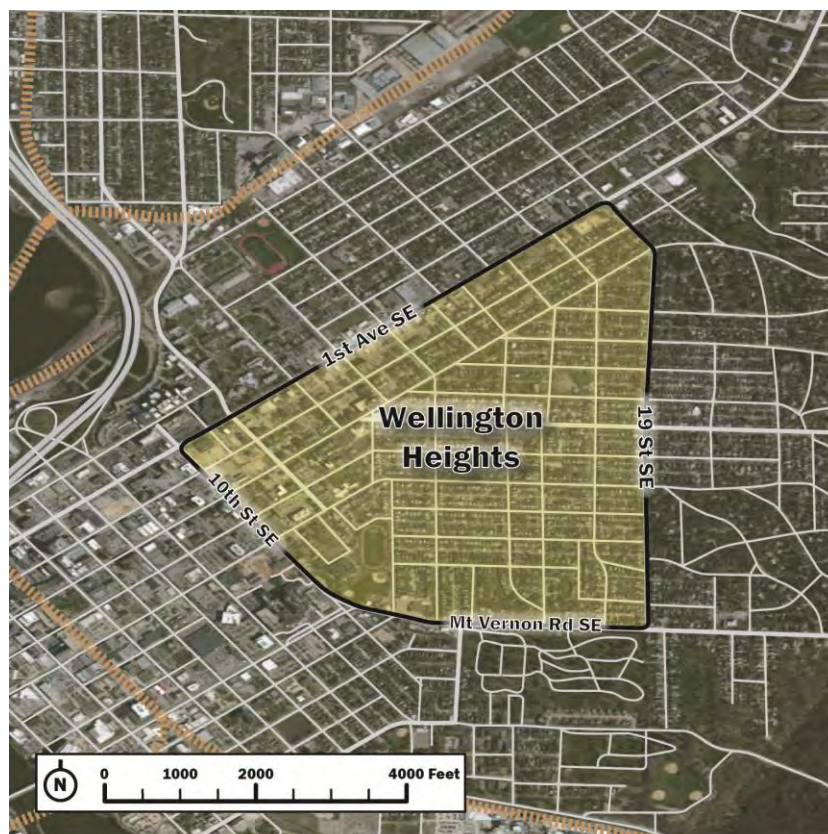 1st Ave SE
Wellington
Heights
19 St SE
10th St SE
Mt Vernon Rd SE
N
0 1000 2000 4000 Feet